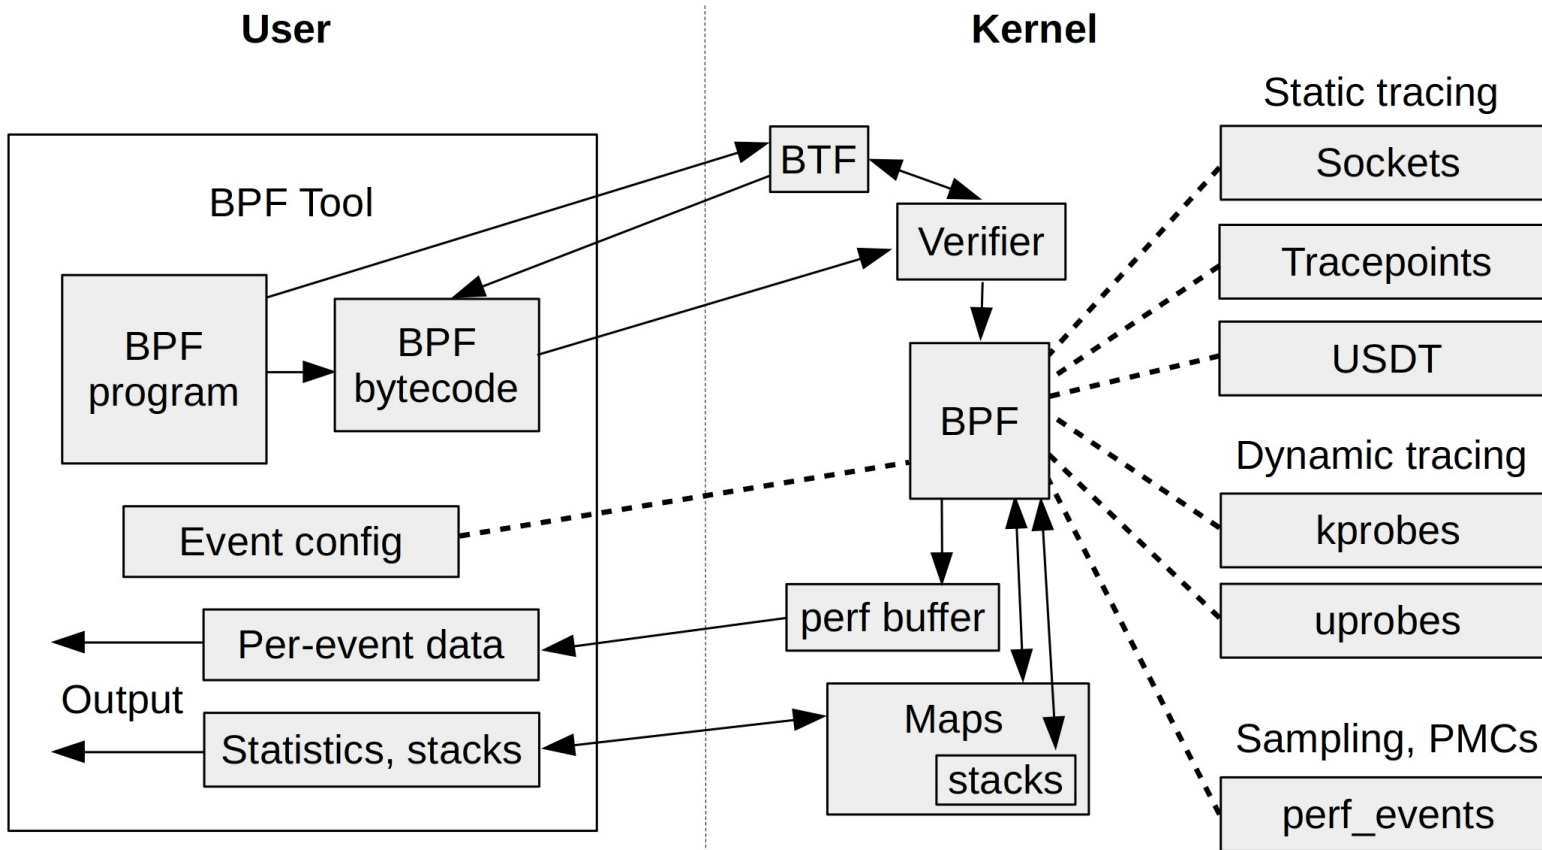 User
Kernel
Static tracing
Sockets
BTF
BPF Tool
Verifier
Tracepoints
BPF
program
BPF
bytecode
USDT
BPF
Dynamic tracing
kprobes
Event config
perf buffer
uprobes
Per-event data
Output
Maps
Statistics, stacks
stacks
Sampling, PMCs
perf_events